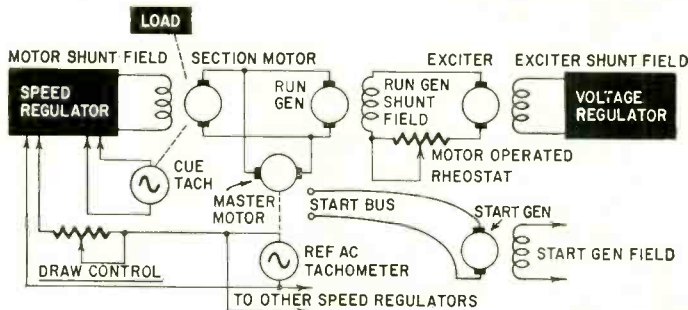 LOAD
MOTOR SHUNT FIELD
SECTION MOTOR
EXCITER
EXCITER SHUNT FIELD
SPEED
REGULATOR
RUN
GEN
RUN GEN
SHUNT
FIELD
VOLTAGE
REGULATOR
CUE
TACH
MOTOR OPERATED
RHEOSTAT
MASTER
MOTOR
START BUS
START GEN
START GEN FIELD
DRAW CONTROL
REF AC
TACHOMETER
TO OTHER SPEED REGULATORS